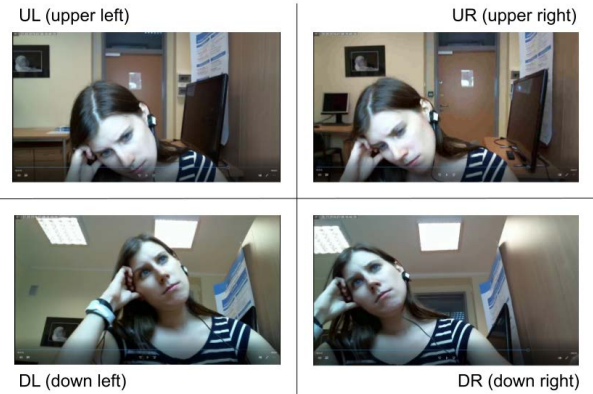 UL (upper left)
UR (upper right)
DL (down left)
DR (down right)